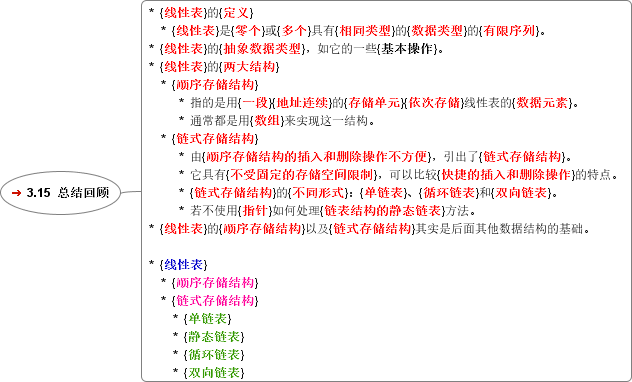 ➔ 3.15 总结回顾
* {线性表}的{定义}
* {线性表}是{零个}或{多个}具有{相同类型}的{数据类型}的{有限序列}。
* {线性表}的{抽象数据类型}，如它的一些{基本操作}。
* {线性表}的{两大结构}
* {顺序存储结构}
* 指的是用{一段}{地址连续}的{存储单元}{依次存储}线性表的{数据元素}。
* 通常都是用{数组}来实现这一结构。
* {链式存储结构}
* 由{顺序存储结构的插入和删除操作不方便}，引出了{链式存储结构}。
* 它具有{不受固定的存储空间限制}，可以比较{快捷的插入和删除操作}的特点。
* {链式存储结构}的{不同形式}：{单链表}、{循环链表}和{双向链表}。
* 若不使用{指针}如何处理{链表结构的静态链表}方法。
* {线性表}的{顺序存储结构}以及{链式存储结构}其实是后面其他数据结构的基础。
* {线性表}
* {顺序存储结构}
* {链式存储结构}
* {单链表}
* {静态链表}
* {循环链表}
* {双向链表}